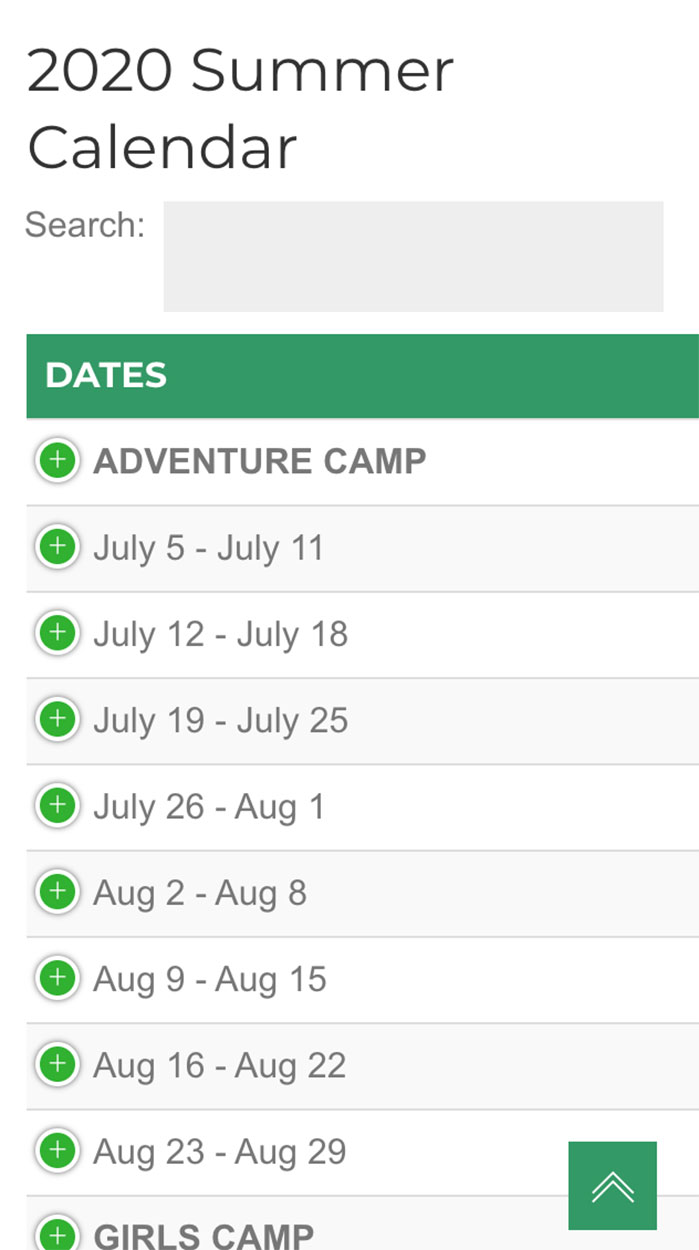 2020 Summer
Calendar
Search:
DATES
ADVENTURE CAMP
July 5 - July 11
July 12 - July 18
July 19 - July 25
July 26 - Aug 1
Aug 2 - Aug 8
Aug 9 - Aug 15
Aug 16 - Aug 22
Aug 23 - Aug 29
GIRLS CAMP